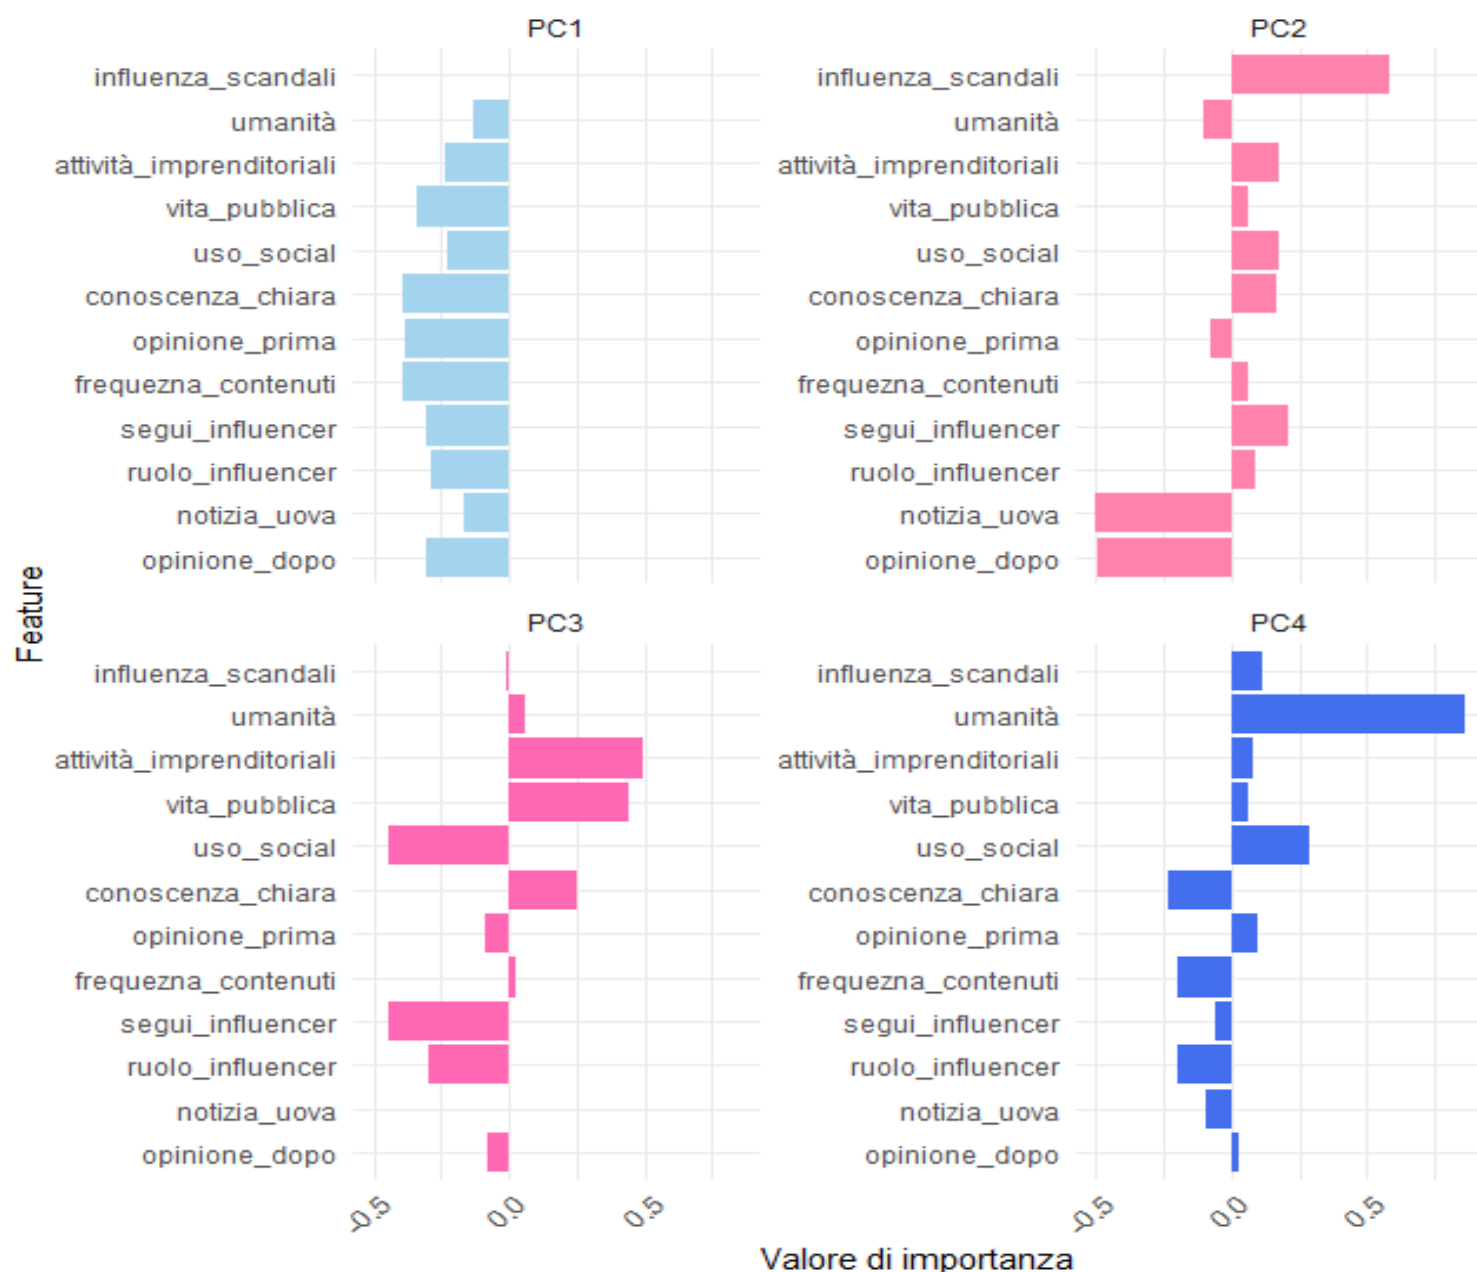 PC1
influenza_scandali
umanità
attività_imprenditoriali
vita_pubblica
uso_social
conoscenza_chiara
opinione_prima
frequezna_contenuti
segui_influencer
ruolo_influencer
notizia_uova
opinione_dopo
PC2
influenza_scandali
umanità
attività_imprenditoriali
vita_pubblica
uso_social
conoscenza_chiara
opinione_prima
frequezna_contenuti
segui_influencer
ruolo_influencer
notizia_uova
opinione_dopo
Feature
PC3
influenza_scandali
umanità
attività_imprenditoriali
vita_pubblica
uso_social
conoscenza_chiara
opinione_prima
frequezna_contenuti
segui_influencer
ruolo_influencer
notizia_uova
opinione_dopo
-0.5 0.0 0.5
PC4
influenza_scandali
umanità
attività_imprenditoriali
vita_pubblica
uso_social
conoscenza_chiara
opinione_prima
frequezna_contenuti
segui_influencer
ruolo_influencer
notizia_uova
opinione_dopo
-0.5 0.0 0.5
Valore di importanza